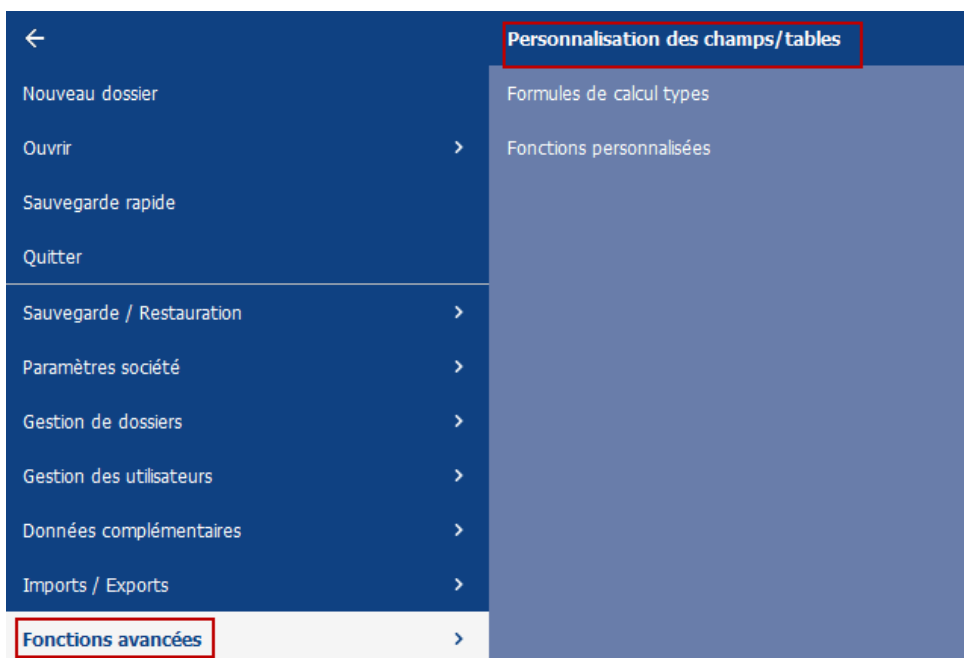 Nouveau dossier
Ouvrir
Sauvegarde rapide
Quitter
Sauvegarde / Restauration
Paramètres société
Gestion de dossiers
Gestion des utilisateurs
Données complémentaires
Imports / Exports
Fonctions avancées
Personnalisation des champs/tables
Formules de calcul types
Fonctions personnalisées